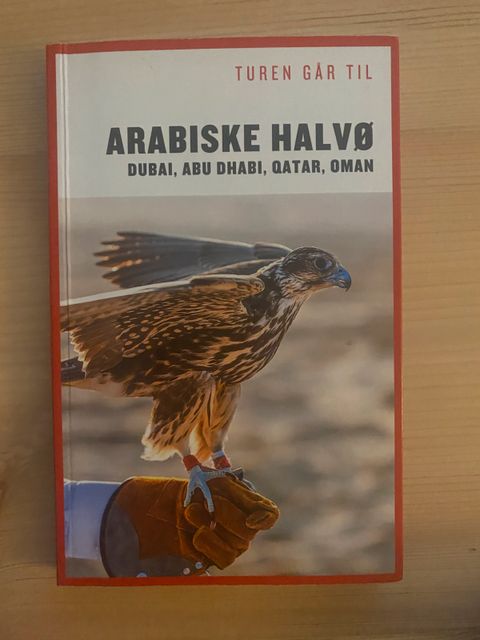 TUREN GÅR TIL
ARABISKE HALVØ
DUBAI, ABU DHABI, QATAR, OMAN